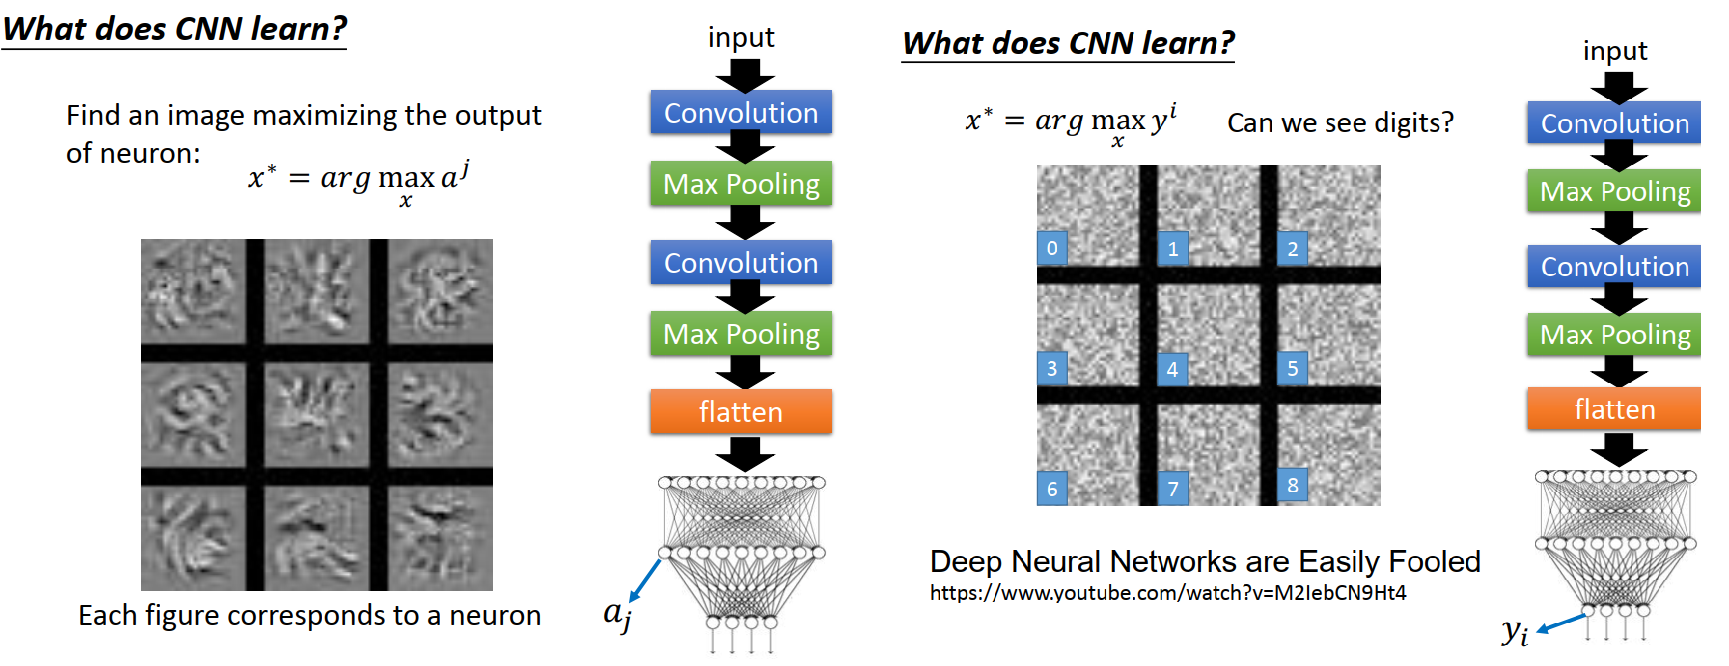 What does CNN learn?
Find an image maximizing the output
of neuron:
x* = arg max a^j
x
Each figure corresponds to a neuron
input
Convolution
Max Pooling
Convolution
Max Pooling
flatten
a_j
What does CNN learn?
x* = arg max y^i
x
Can we see digits?
0 1 2
3 4 5
6 7 8
Deep Neural Networks are Easily Fooled
https://www.youtube.com/watch?v=M2IebCN9Ht4
input
Convolution
Max Pooling
Convolution
Max Pooling
flatten
y_i